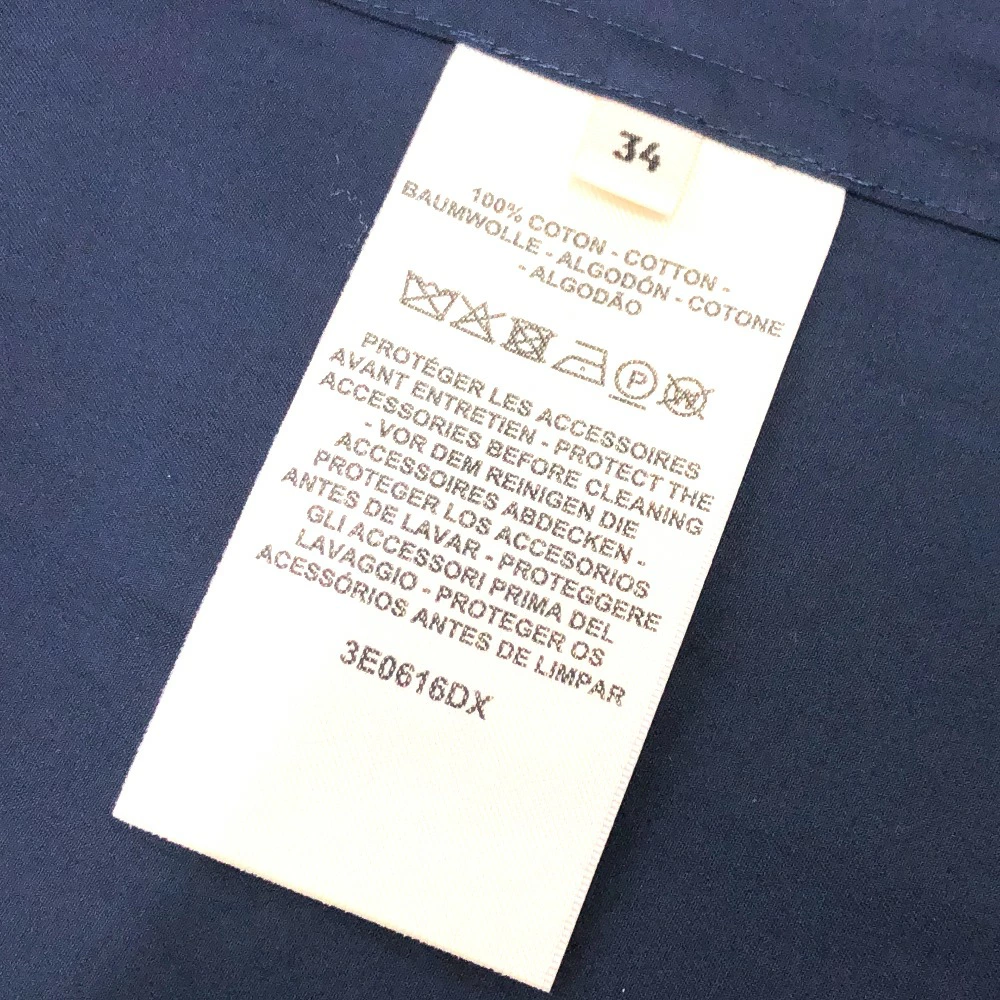 34
100% COTON - COTTON -
BAUMWOLLE - ALGODÓN - COTONE
- ALGODÃO
P
W
PROTÉGER LES ACCESSOIRES
AVANT ENTRETIEN - PROTECT THE
ACCESSORIES BEFORE CLEANING
- VOR DEM REINIGEN DIE
ACCESSOIRES ABDECKEN -
PROTEGER LOS ACCESORIOS
ANTES DE LAVAR - PROTEGGERE
GLI ACCESSORI PRIMA DEL
LAVAGGIO - PROTEGER OS
ACESSÓRIOS ANTES DE LIMPAR
3E0616DX